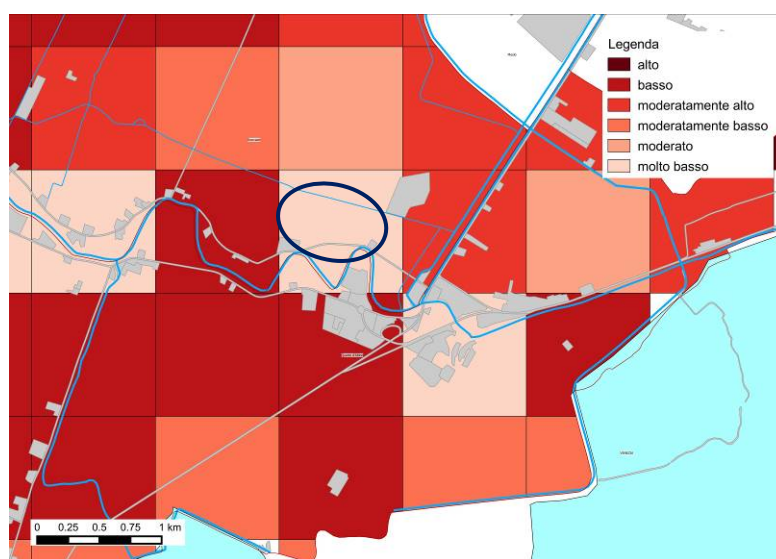 Legenda
alto
basso
moderatamente alto
moderatamente basso
moderato
molto basso
0 0.25 0.5 0.75 1 km